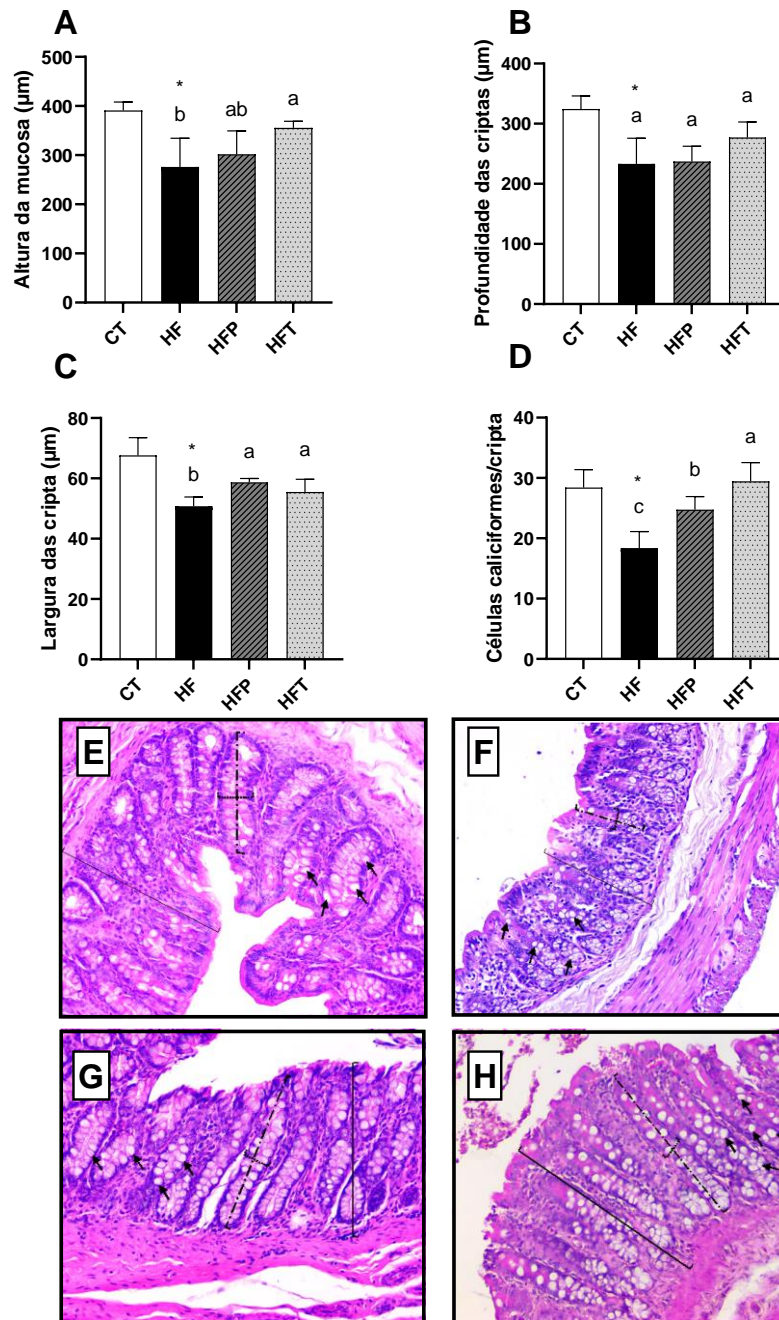 A
Altura da mucosa (µm)
500
400
300
200
100
0
*
b
ab
a
CT
HF
HFP
HFT
B
Profundidade das criptas (µm)
400
300
200
100
0
*
a
a
a
CT
HF
HFP
HFT
C
Largura das cripta (µm)
80
60
40
20
0
*
b
a
a
CT
HF
HFP
HFT
D
Células caliciformes/cripta
40
30
20
10
0
*
c
b
a
CT
HF
HFP
HFT
E
F
G
H